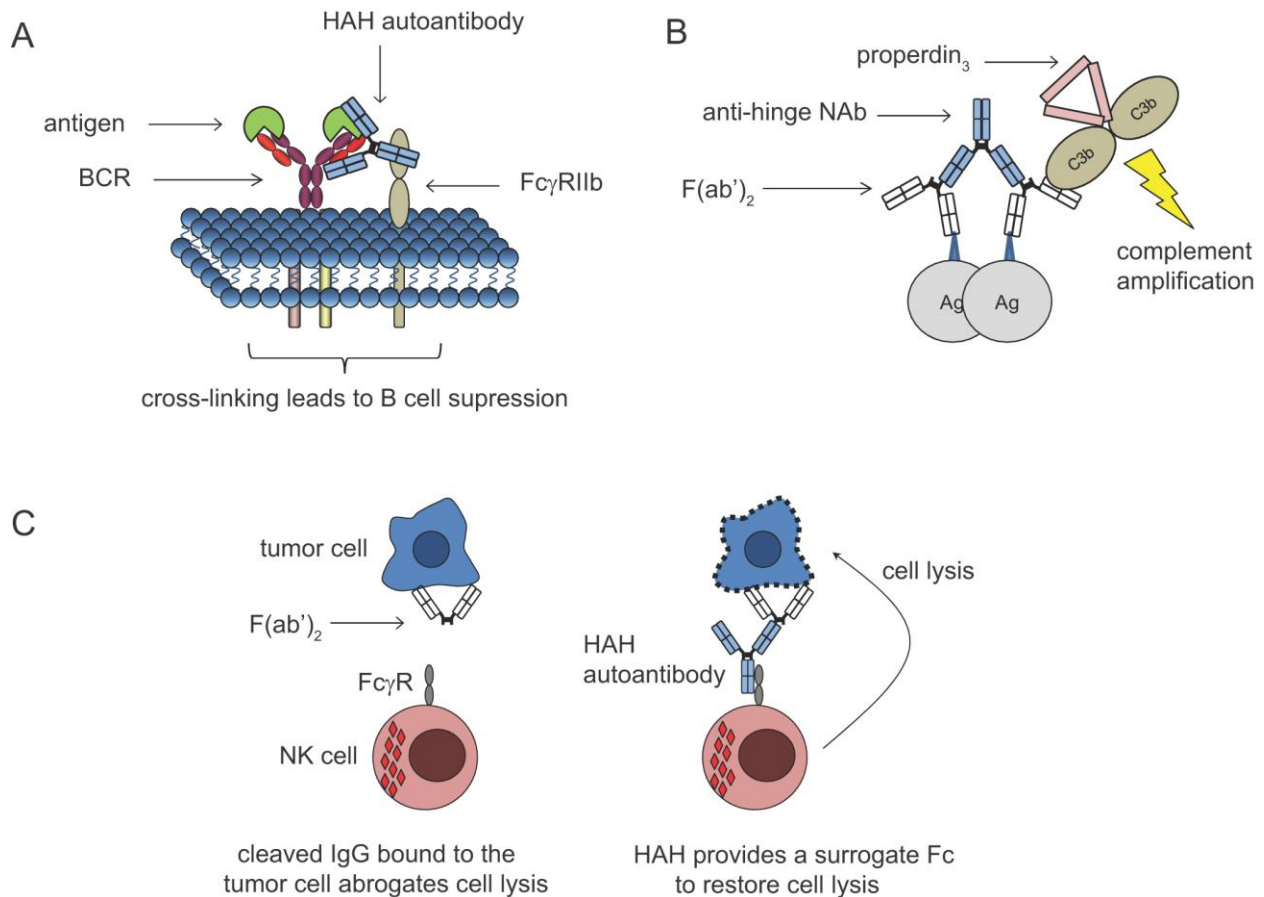 A
HAH autoantibody
antigen
BCR
FcγRIIb
cross-linking leads to B cell supression
B
properdin₃
anti-hinge NAb
F(ab')₂
C3b
C3b
complement
amplification
Ag
Ag
C
tumor cell
F(ab')₂
FcγR
NK cell
cleaved IgG bound to the
tumor cell abrogates cell lysis
cell lysis
HAH
autoantibody
HAH provides a surrogate Fc
to restore cell lysis